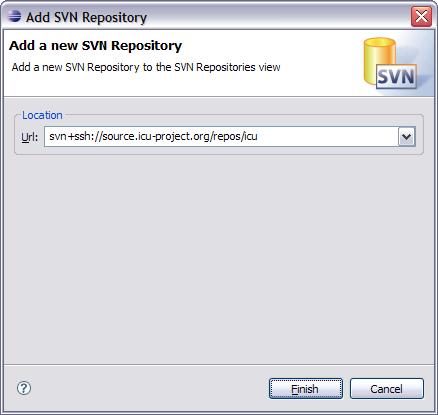 Add SVN Repository
Add a new SVN Repository
Add a new SVN Repository to the SVN Repositories view
SVN
Location
Url: svn+ssh://source.icu-project.org/repos/icu
?
Finish
Cancel